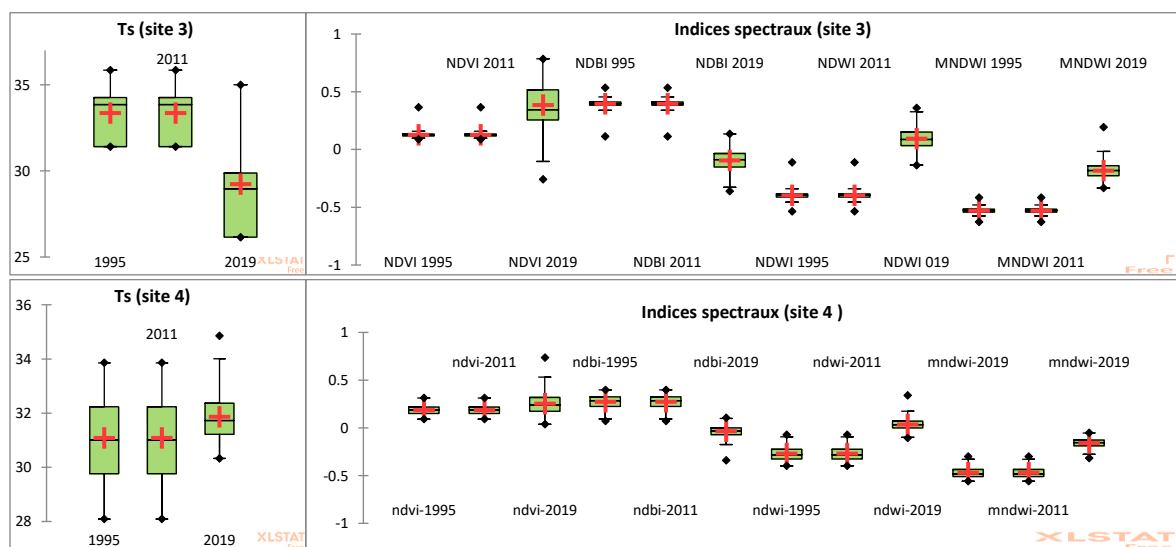 Ts (site 3)
2011
35
30
25
1995
2019
XLSTAT
Free
Indices spectraux (site 3)
1
0.5
0
-0.5
-1
NDVI 2011
NDBI 995
NDBI 2019
NDWI 2011
MNDWI 1995
MNDWI 2019
NDVI 1995
NDVI 2019
NDBI 2011
NDWI 1995
NDWI 019
MNDWI 2011
Free
Ts (site 4)
2011
36
34
32
30
28
1995
2019
XLSTAT
Indices spectraux (site 4 )
1
0.5
0
-0.5
-1
ndvi-2011
ndbi-1995
ndbi-2019
ndwi-2011
mndwi-2019
mndwi-2019
ndvi-1995
ndvi-2019
ndbi-2011
ndwi-1995
ndwi-2019
mndwi-2011
XLSTAT